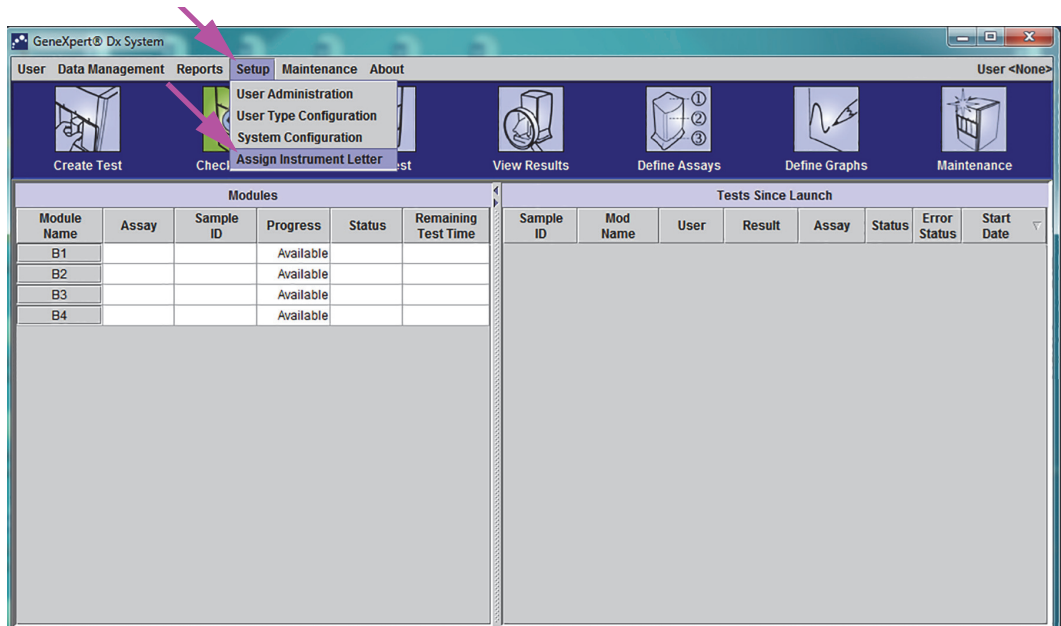 GeneXpert® Dx System
User Data Management Reports Setup Maintenance About User <None>
User Administration
User Type Configuration
System Configuration
Assign Instrument Letter
Create Test Chec st View Results Define Assays Define Graphs Maintenance
1
2
3
Modules
Module Name Assay Sample ID Progress Status Remaining Test Time
B1 Available
B2 Available
B3 Available
B4 Available
Tests Since Launch
Sample ID Mod Name User Result Assay Status Error Status Start Date